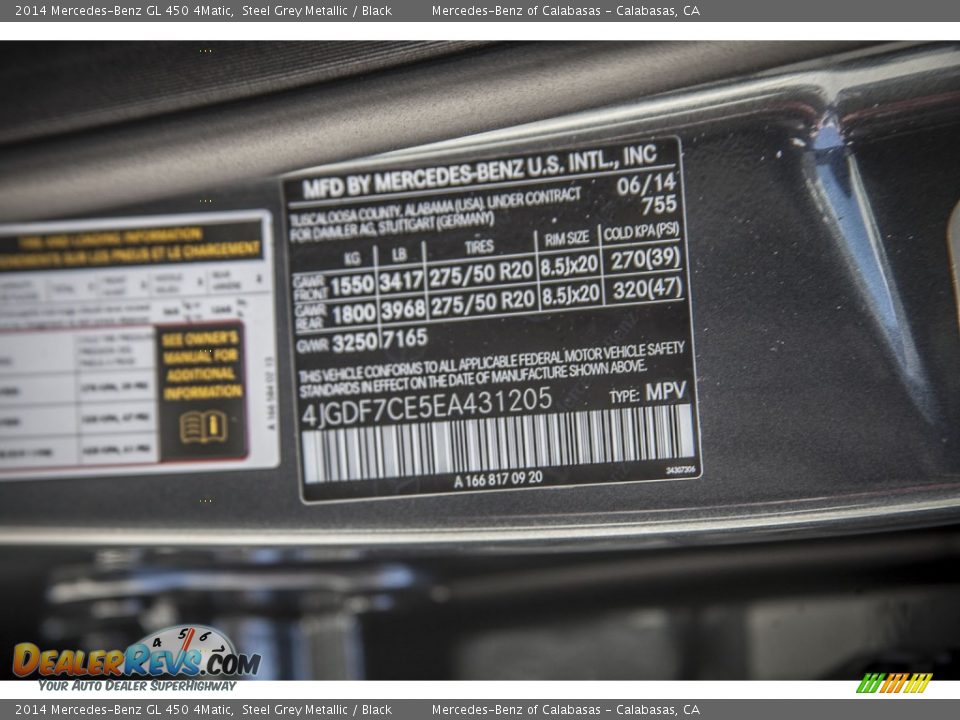 2014 Mercedes-Benz GL 450 4Matic, Steel Grey Metallic / Black Mercedes-Benz of Calabasas - Calabasas, CA
MFD BY MERCEDES-BENZ U.S. INTL., INC
TUSCALOOSA COUNTY, ALABAMA (USA), UNDER CONTRACT 06/14
FOR DAIMLER AG, STUTTGART (GERMANY) 755
KG LB TIRES RIM SIZE COLD KPA(PSI)
GAWR FRONT 1550 3417 275/50 R20 8.5Jx20 270(39)
GAWR REAR 1800 3968 275/50 R20 8.5Jx20 320(47)
GVWR 3250 7165
THIS VEHICLE CONFORMS TO ALL APPLICABLE FEDERAL MOTOR VEHICLE SAFETY
STANDARDS IN EFFECT ON THE DATE OF MANUFACTURE SHOWN ABOVE.
4JGDF7CE5EA431205 TYPE: MPV
A 166 817 09 20
TIRE AND LOADING INFORMATION
SEE OWNER'S
MANUAL FOR
ADDITIONAL
INFORMATION
4 5 6
DEALERREVS.COM
YOUR AUTO DEALER SUPERHIGHWAY
2014 Mercedes-Benz GL 450 4Matic, Steel Grey Metallic / Black Mercedes-Benz of Calabasas - Calabasas, CA